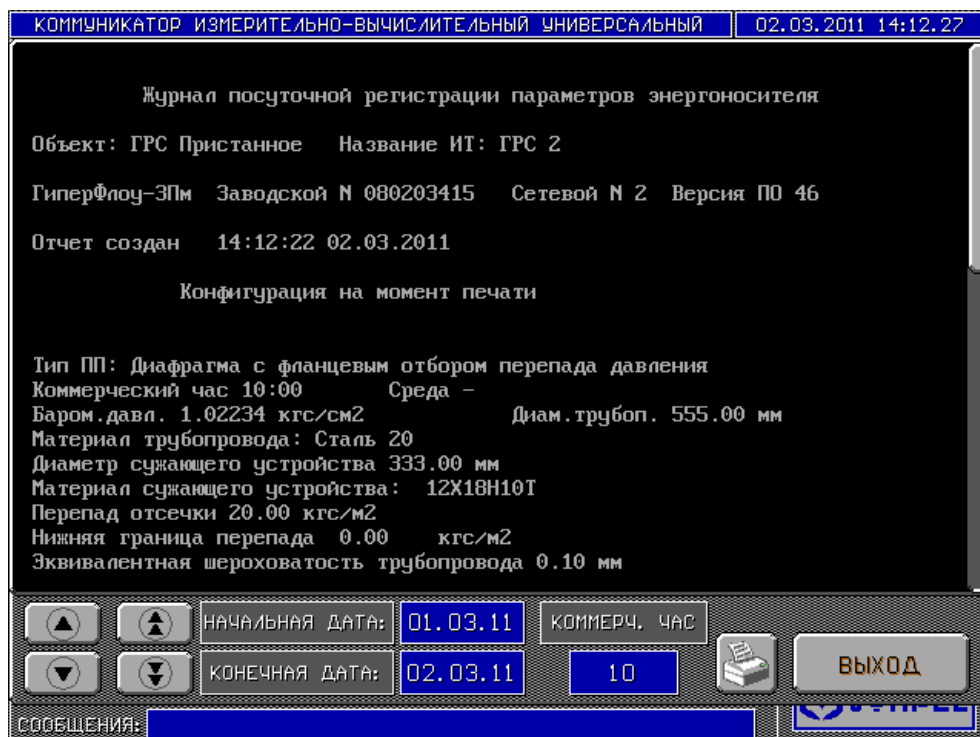 КОММУНИКАТОР ИЗМЕРИТЕЛЬНО-ВЫЧИСЛИТЕЛЬНЫЙ УНИВЕРСАЛЬНЫЙ 02.03.2011 14:12.27
Журнал посуточной регистрации параметров энергоносителя
Объект: ГРС Пристанное Название ИТ: ГРС 2
ГиперФлоу-3Пм Заводской N 080203415 Сетевой N 2 Версия ПО 46
Отчет создан 14:12:22 02.03.2011
Конфигурация на момент печати
Тип ПП: Диафрагма с фланцевым отбором перепада давления
Коммерческий час 10:00 Среда -
Баром.давл. 1.02234 кгс/см2 Диам.трубоп. 555.00 мм
Материал трубопровода: Сталь 20
Диаметр сужающего устройства 333.00 мм
Материал сужающего устройства: 12Х18Н10Т
Перепад отсечки 20.00 кгс/м2
Нижняя граница перепада 0.00 кгс/м2
Эквивалентная шероховатость трубопровода 0.10 мм
НАЧАЛЬНАЯ ДАТА: 01.03.11 КОММЕРЧ. ЧАС
КОНЕЧНАЯ ДАТА: 02.03.11 10 ВЫХОД
СООБЩЕНИЯ: